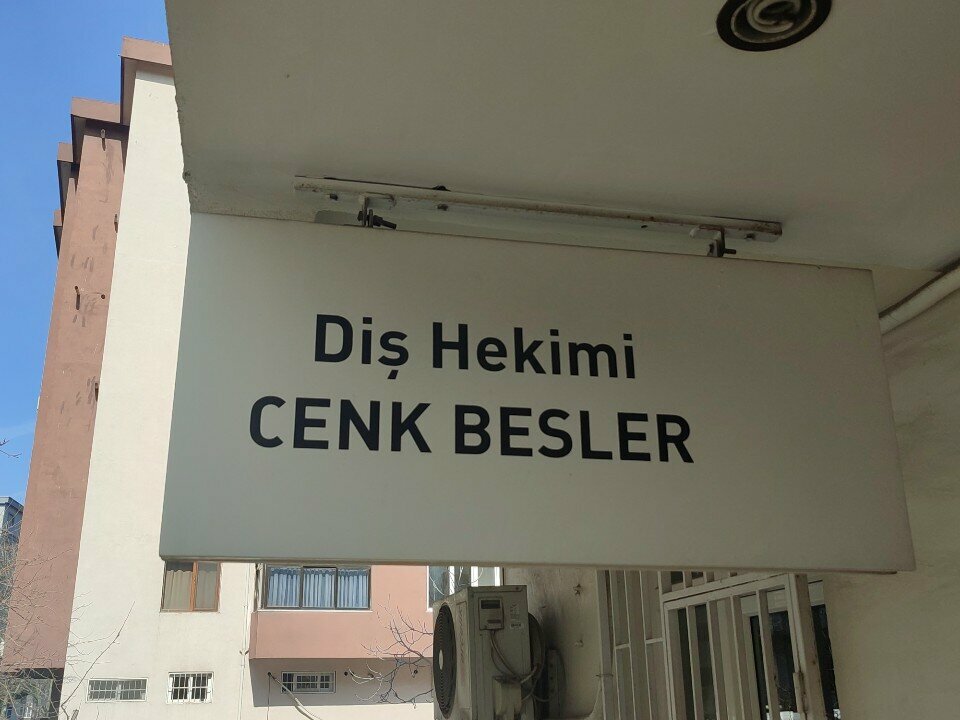 Diş Hekimi
CENK BESLER